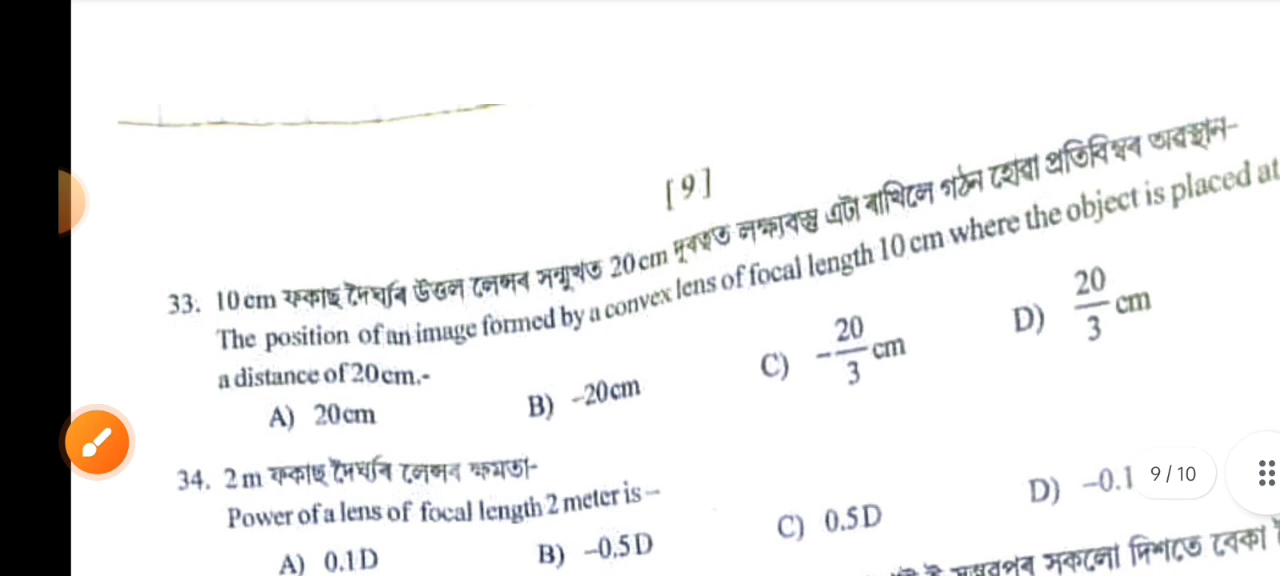 [9]
33. 10 cm ফকাছ দৈৰ্ঘ্যৰ উত্তল লেন্সৰ সন্মুখত 20 cm দূৰত্বত লক্ষ্যবস্তু এটা ৰাখিলে গঠন হোৱা প্ৰতিবিম্বৰ অৱস্থান-
The position of an image formed by a convex lens of focal length 10 cm where the object is placed at
a distance of 20 cm.-
A) 20 cm B) -20 cm C) -20/3 cm D) 20/3 cm
34. 2 m ফকাছ দৈৰ্ঘ্যৰ লেন্সৰ ক্ষমতা-
Power of a lens of focal length 2 meter is –
A) 0.1D B) -0.5D C) 0.5D D) -0.1
9 / 10
সকলো দিশতে বেকা